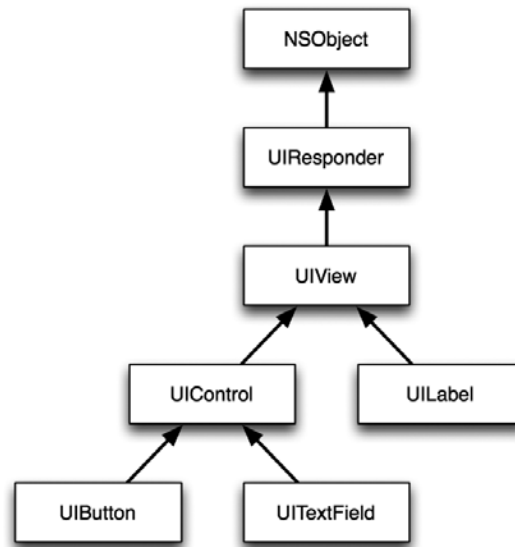 NSObject
UIResponder
UIView
UIControl
UILabel
UIButton
UITextField